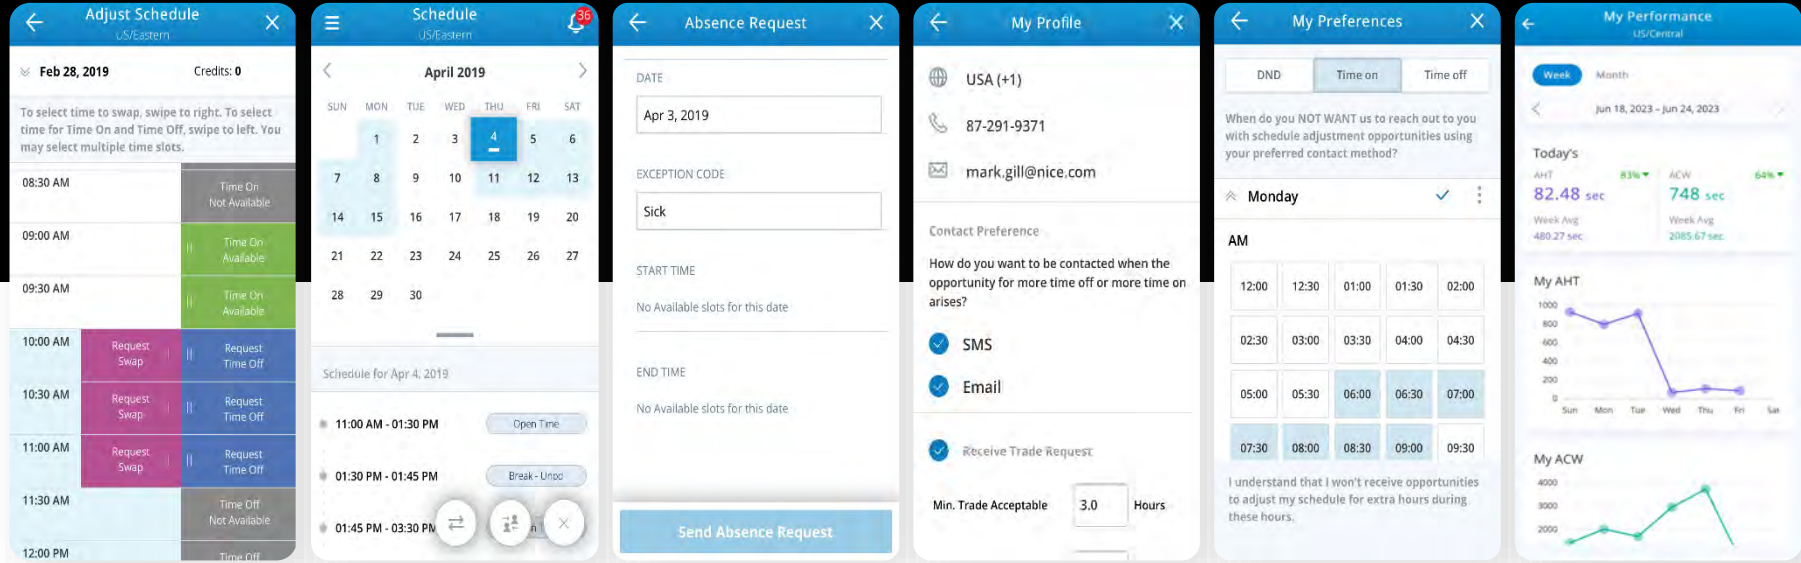 Adjust Schedule
US/Eastern
Feb 28, 2019 Credits: 0
To select time to swap, swipe to right. To select
time for Time On and Time Off, swipe to left. You
may select multiple time slots.
08:30 AM
Time On
Not Available
09:00 AM
Time On
Available
09:30 AM
Time On
Available
10:00 AM
Request
Swap
Request
Time Off
10:30 AM
Request
Swap
Request
Time Off
11:00 AM
Request
Swap
Request
Time Off
11:30 AM
Time Off
Not Available
12:00 PM
Time Off
Schedule
US/Eastern
36
April 2019
SUN MON TUE WED THU FRI SAT
1 2 3 4 5 6
7 8 9 10 11 12 13
14 15 16 17 18 19 20
21 22 23 24 25 26 27
28 29 30
Schedule for Apr 4, 2019
11:00 AM - 01:30 PM Open Time
01:30 PM - 01:45 PM Break - Unpd
01:45 PM - 03:30 PM
Absence Request
DATE
Apr 3, 2019
EXCEPTION CODE
Sick
START TIME
No Available slots for this date
END TIME
No Available slots for this date
Send Absence Request
My Profile
USA (+1)
87-291-9371
mark.gill@nice.com
Contact Preference
How do you want to be contacted when the
opportunity for more time off or more time on
arises?
SMS
Email
Receive Trade Request
Min. Trade Acceptable 3.0 Hours
My Preferences
DND Time on Time off
When do you NOT WANT us to reach out to you
with schedule adjustment opportunities using
your preferred contact method?
Monday
AM
12:00 12:30 01:00 01:30 02:00
02:30 03:00 03:30 04:00 04:30
05:00 05:30 06:00 06:30 07:00
07:30 08:00 08:30 09:00 09:30
I understand that I won't receive opportunities
to adjust my schedule for extra hours during
these hours.
My Performance
US/Central
Week Month
Jun 18, 2023 - Jun 24, 2023
Today's
AHT 83%
82.48 sec
Week Avg
480.27 sec
ACW 64%
748 sec
Week Avg
2085.67 sec
My AHT
1000
800
600
400
200
0
Sun Mon Tue Wed Thu Fri Sat
My ACW
4000
3000
2000